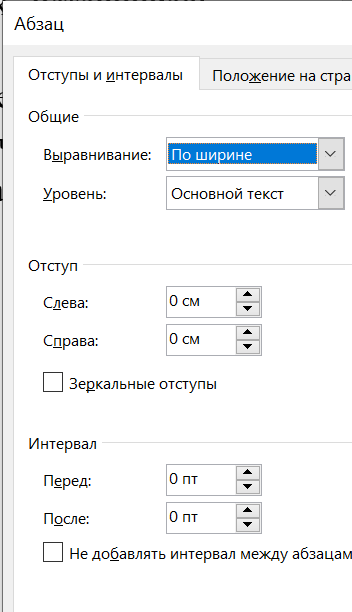 Абзац
Отступы и интервалы Положение на стра
Общие
Выравнивание: По ширине
Уровень: Основной текст
Отступ
Слева: 0 см
Справа: 0 см
Зеркальные отступы
Интервал
Перед: 0 пт
После: 0 пт
Не добавлять интервал между абзацам